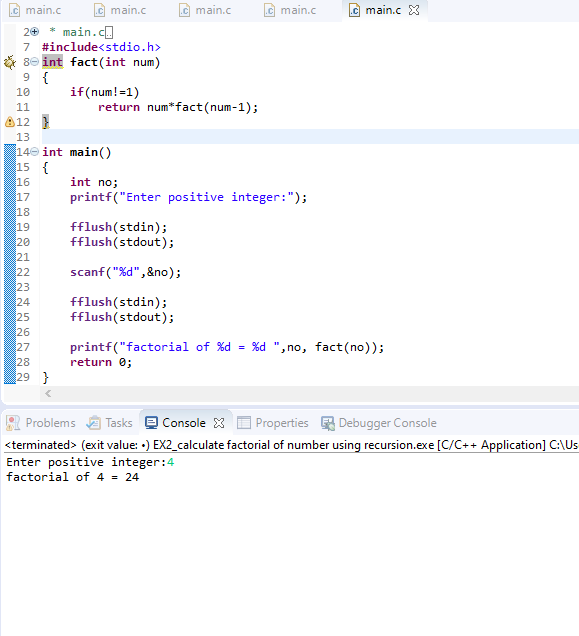 main.c main.c main.c main.c main.c
2 * main.c
7 #include<stdio.h>
8 int fact(int num)
9 {
10 if(num!=1)
11 return num*fact(num-1);
12 }
13
14 int main()
15 {
16 int no;
17 printf("Enter positive integer:");
18
19 fflush(stdin);
20 fflush(stdout);
21
22 scanf("%d",&no);
23
24 fflush(stdin);
25 fflush(stdout);
26
27 printf("factorial of %d = %d ",no, fact(no));
28 return 0;
29 }
Problems Tasks Console Properties Debugger Console
<terminated> (exit value: •) EX2_calculate factorial of number using recursion.exe [C/C++ Application] C:\Us
Enter positive integer:4
factorial of 4 = 24